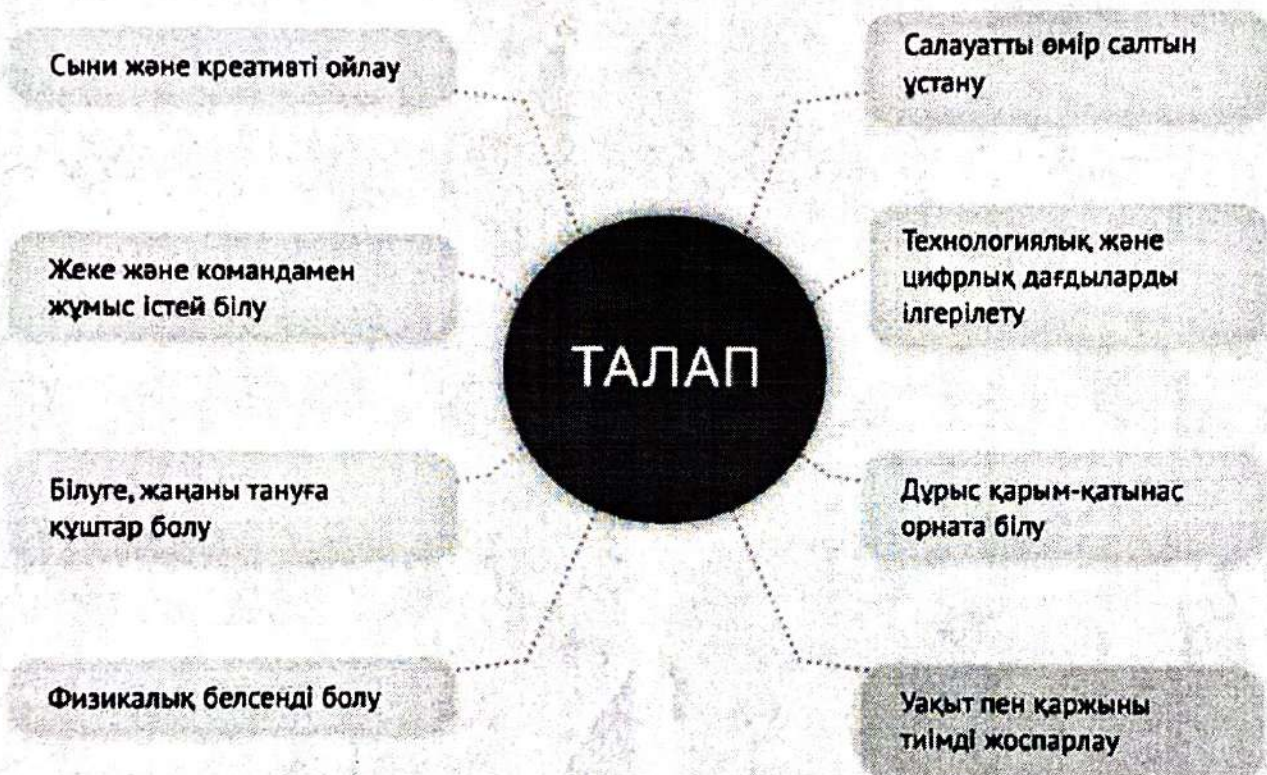 Сыни және креативті ойлау
Жеке және командамен
жұмыс істей білу
Білуге, жаңаны тануға
құштар болу
Физикалық белсенді болу
ТАЛАП
Салауатты өмір салтын
ұстану
Технологиялық және
цифрлық дағдыларды
ілгерілету
Дұрыс қарым-қатынас
орната білу
Уақыт пен қаржыны
тиімді жоспарлау